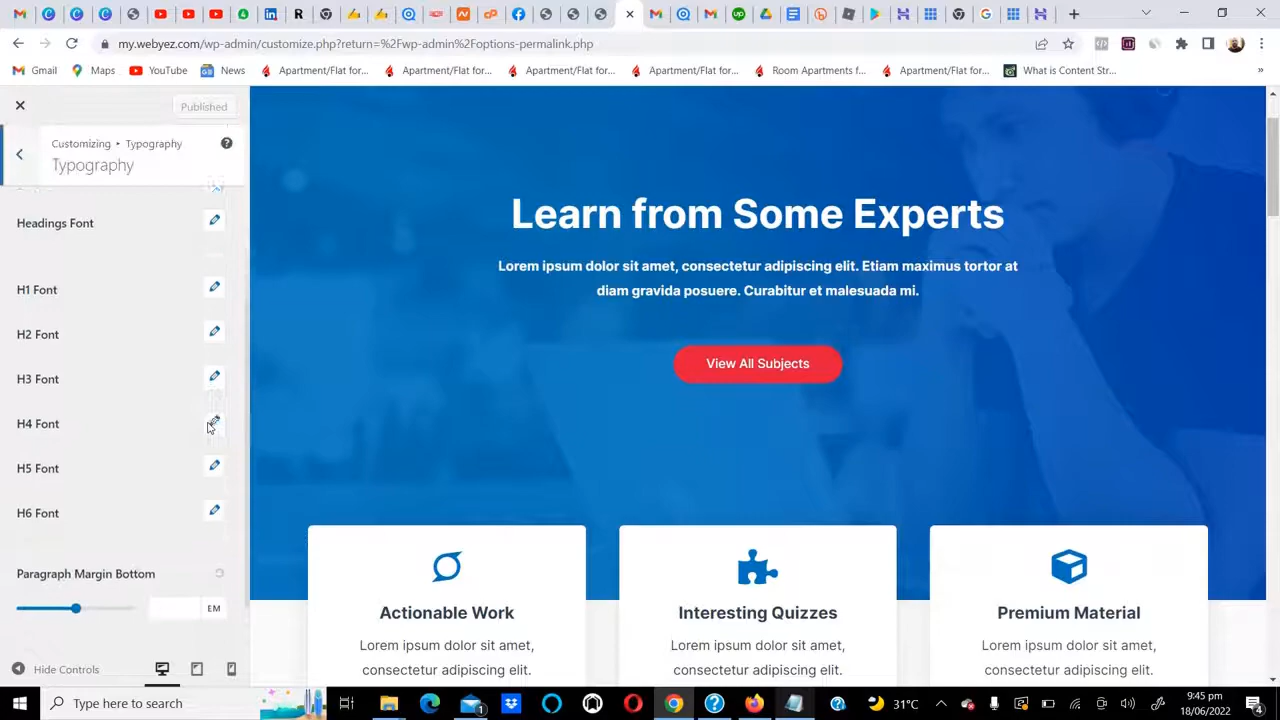 my.webyez.com/wp-admin/customize.php?return=%2Fwp-admin%2Foptions-permalink.php
Gmail
Maps
YouTube
News
Apartment/Flat for...
Apartment/Flat for...
Apartment/Flat for...
Apartment/Flat for...
Room Apartments f...
Apartment/Flat for...
What is Content Str...
»
Published
Customizing ▸ Typography
Typography
Headings Font
H1 Font
H2 Font
H3 Font
H4 Font
H5 Font
H6 Font
Paragraph Margin Bottom
EM
Hide Controls
Learn from Some Experts
Lorem ipsum dolor sit amet, consectetur adipiscing elit. Etiam maximus tortor at
diam gravida posuere. Curabitur et malesuada mi.
View All Subjects
Actionable Work
Lorem ipsum dolor sit amet,
consectetur adipiscing elit.
Interesting Quizzes
Lorem ipsum dolor sit amet,
consectetur adipiscing elit.
Premium Material
Lorem ipsum dolor sit amet,
consectetur adipiscing elit.
Type here to search
31°C
9:45 pm
18/06/2022